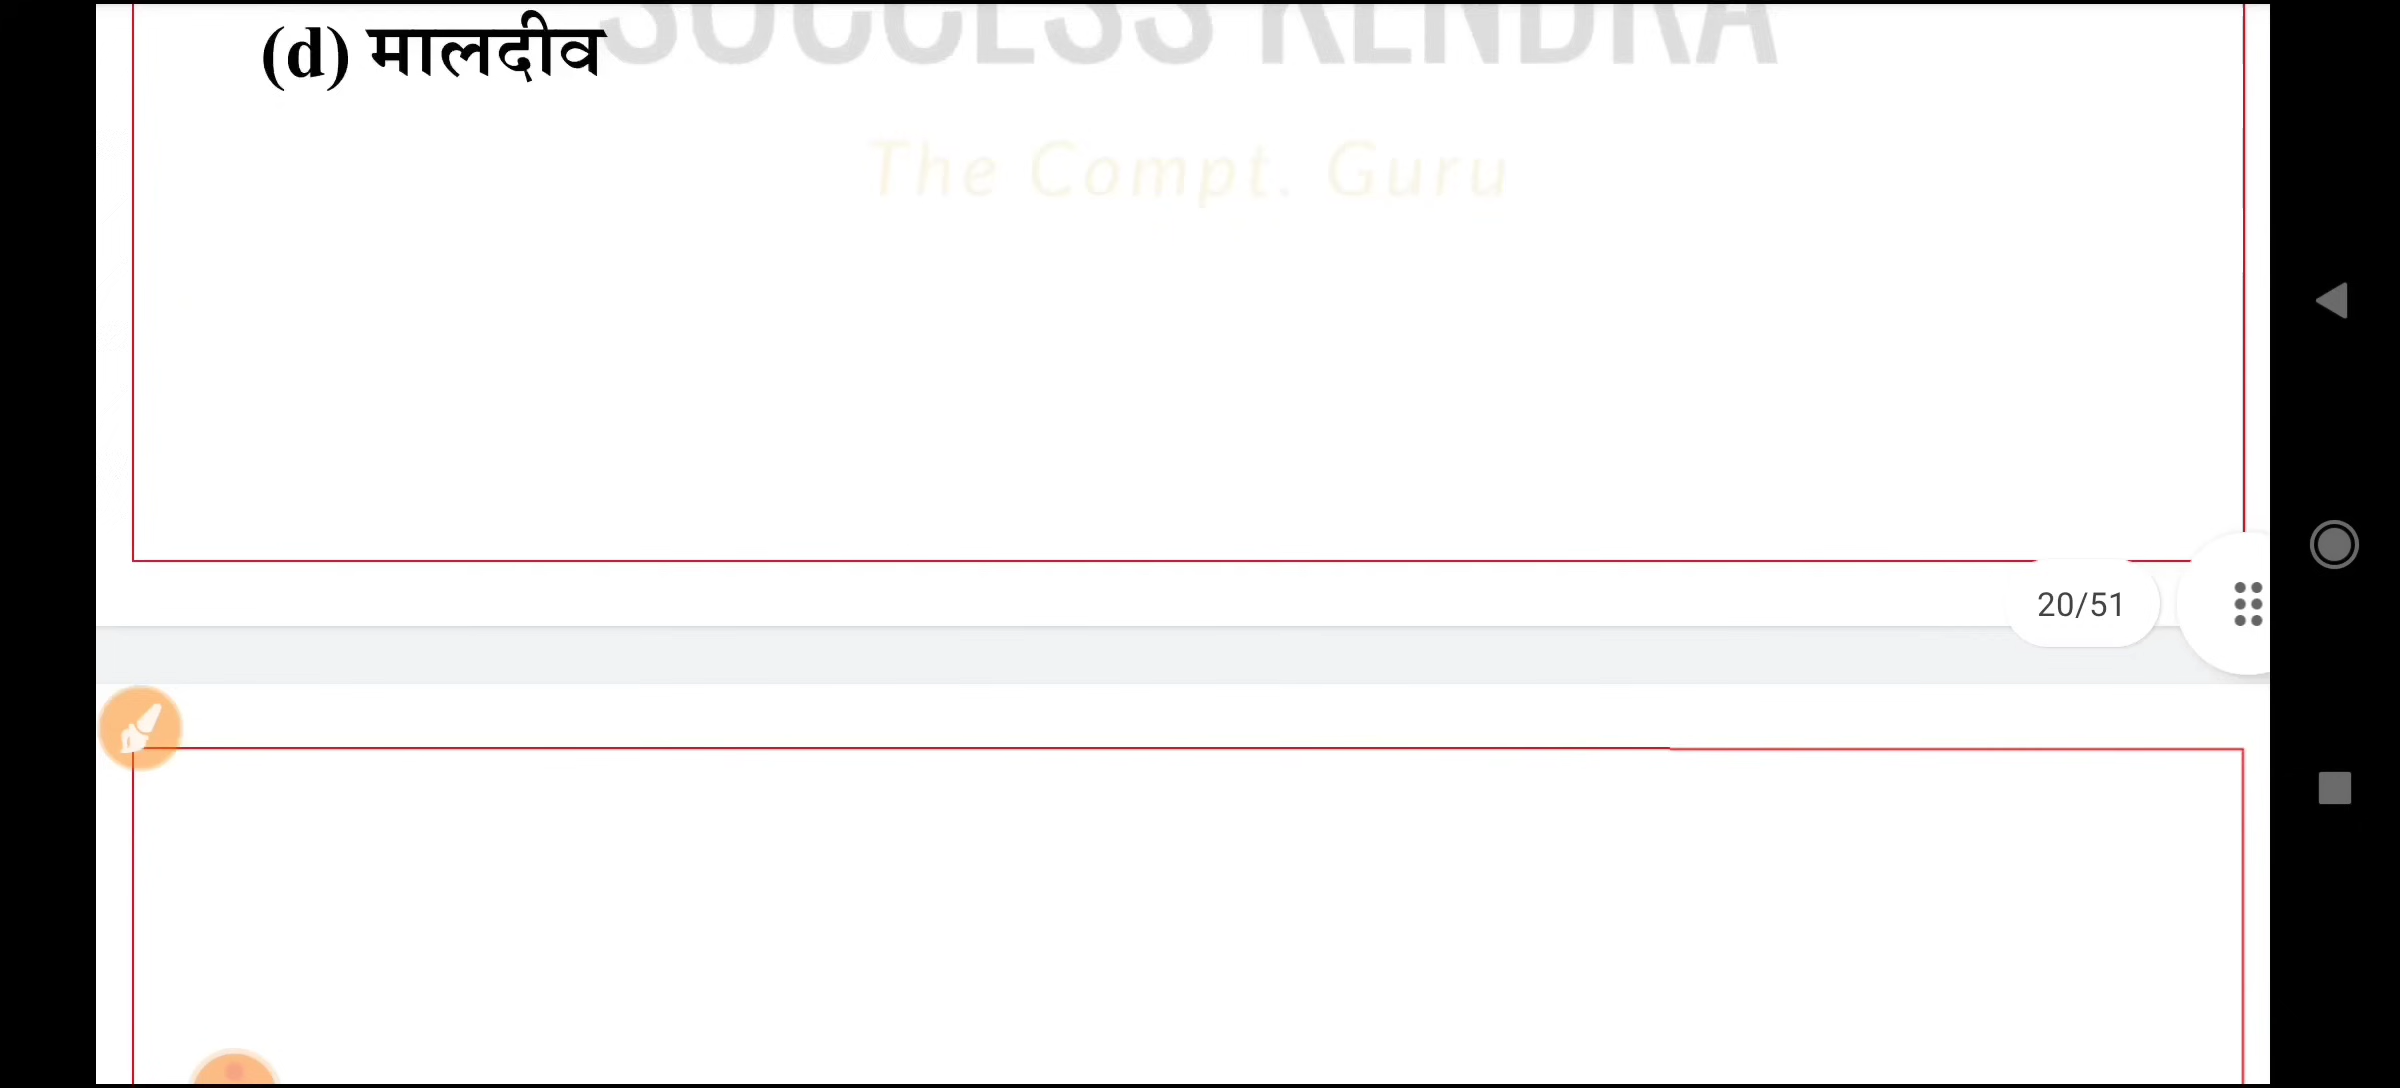 (d) मालदीव
SUCCESS KENDRA
The Compt. Guru
20/51